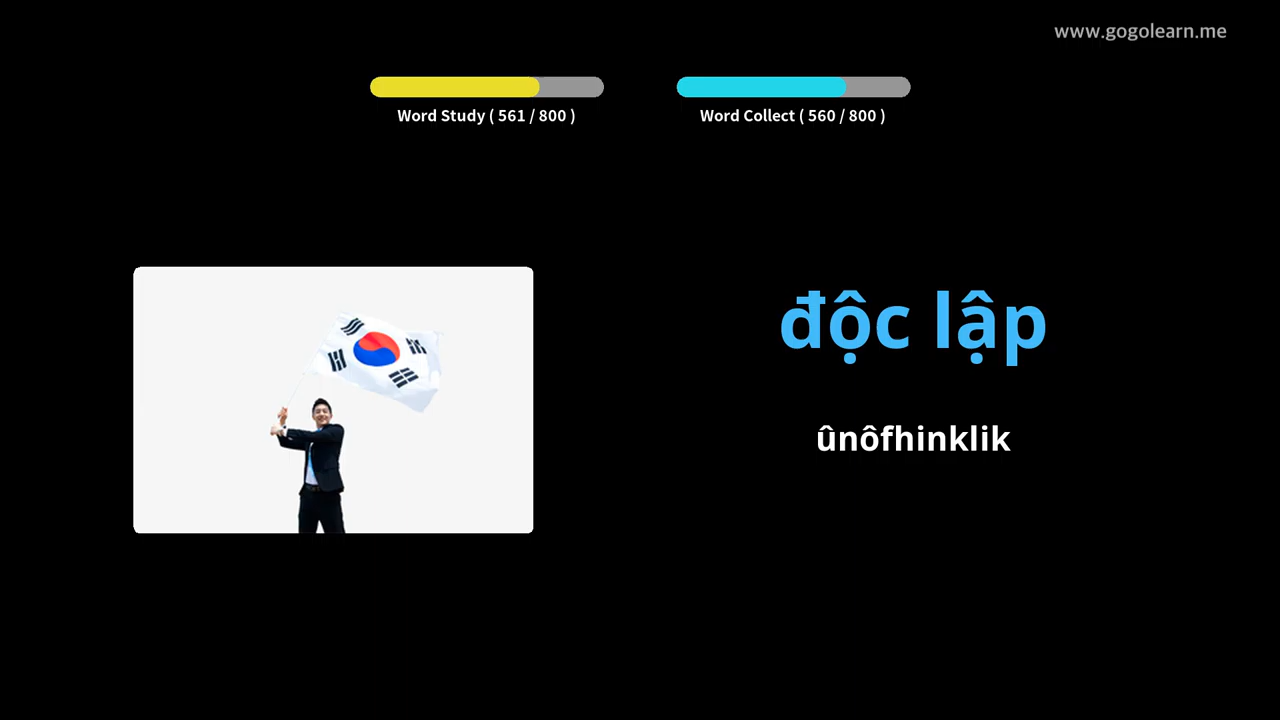 www.gogolearn.me
Word Study ( 561 / 800 )
Word Collect ( 560 / 800 )
độc lập
ûnôfhinklik